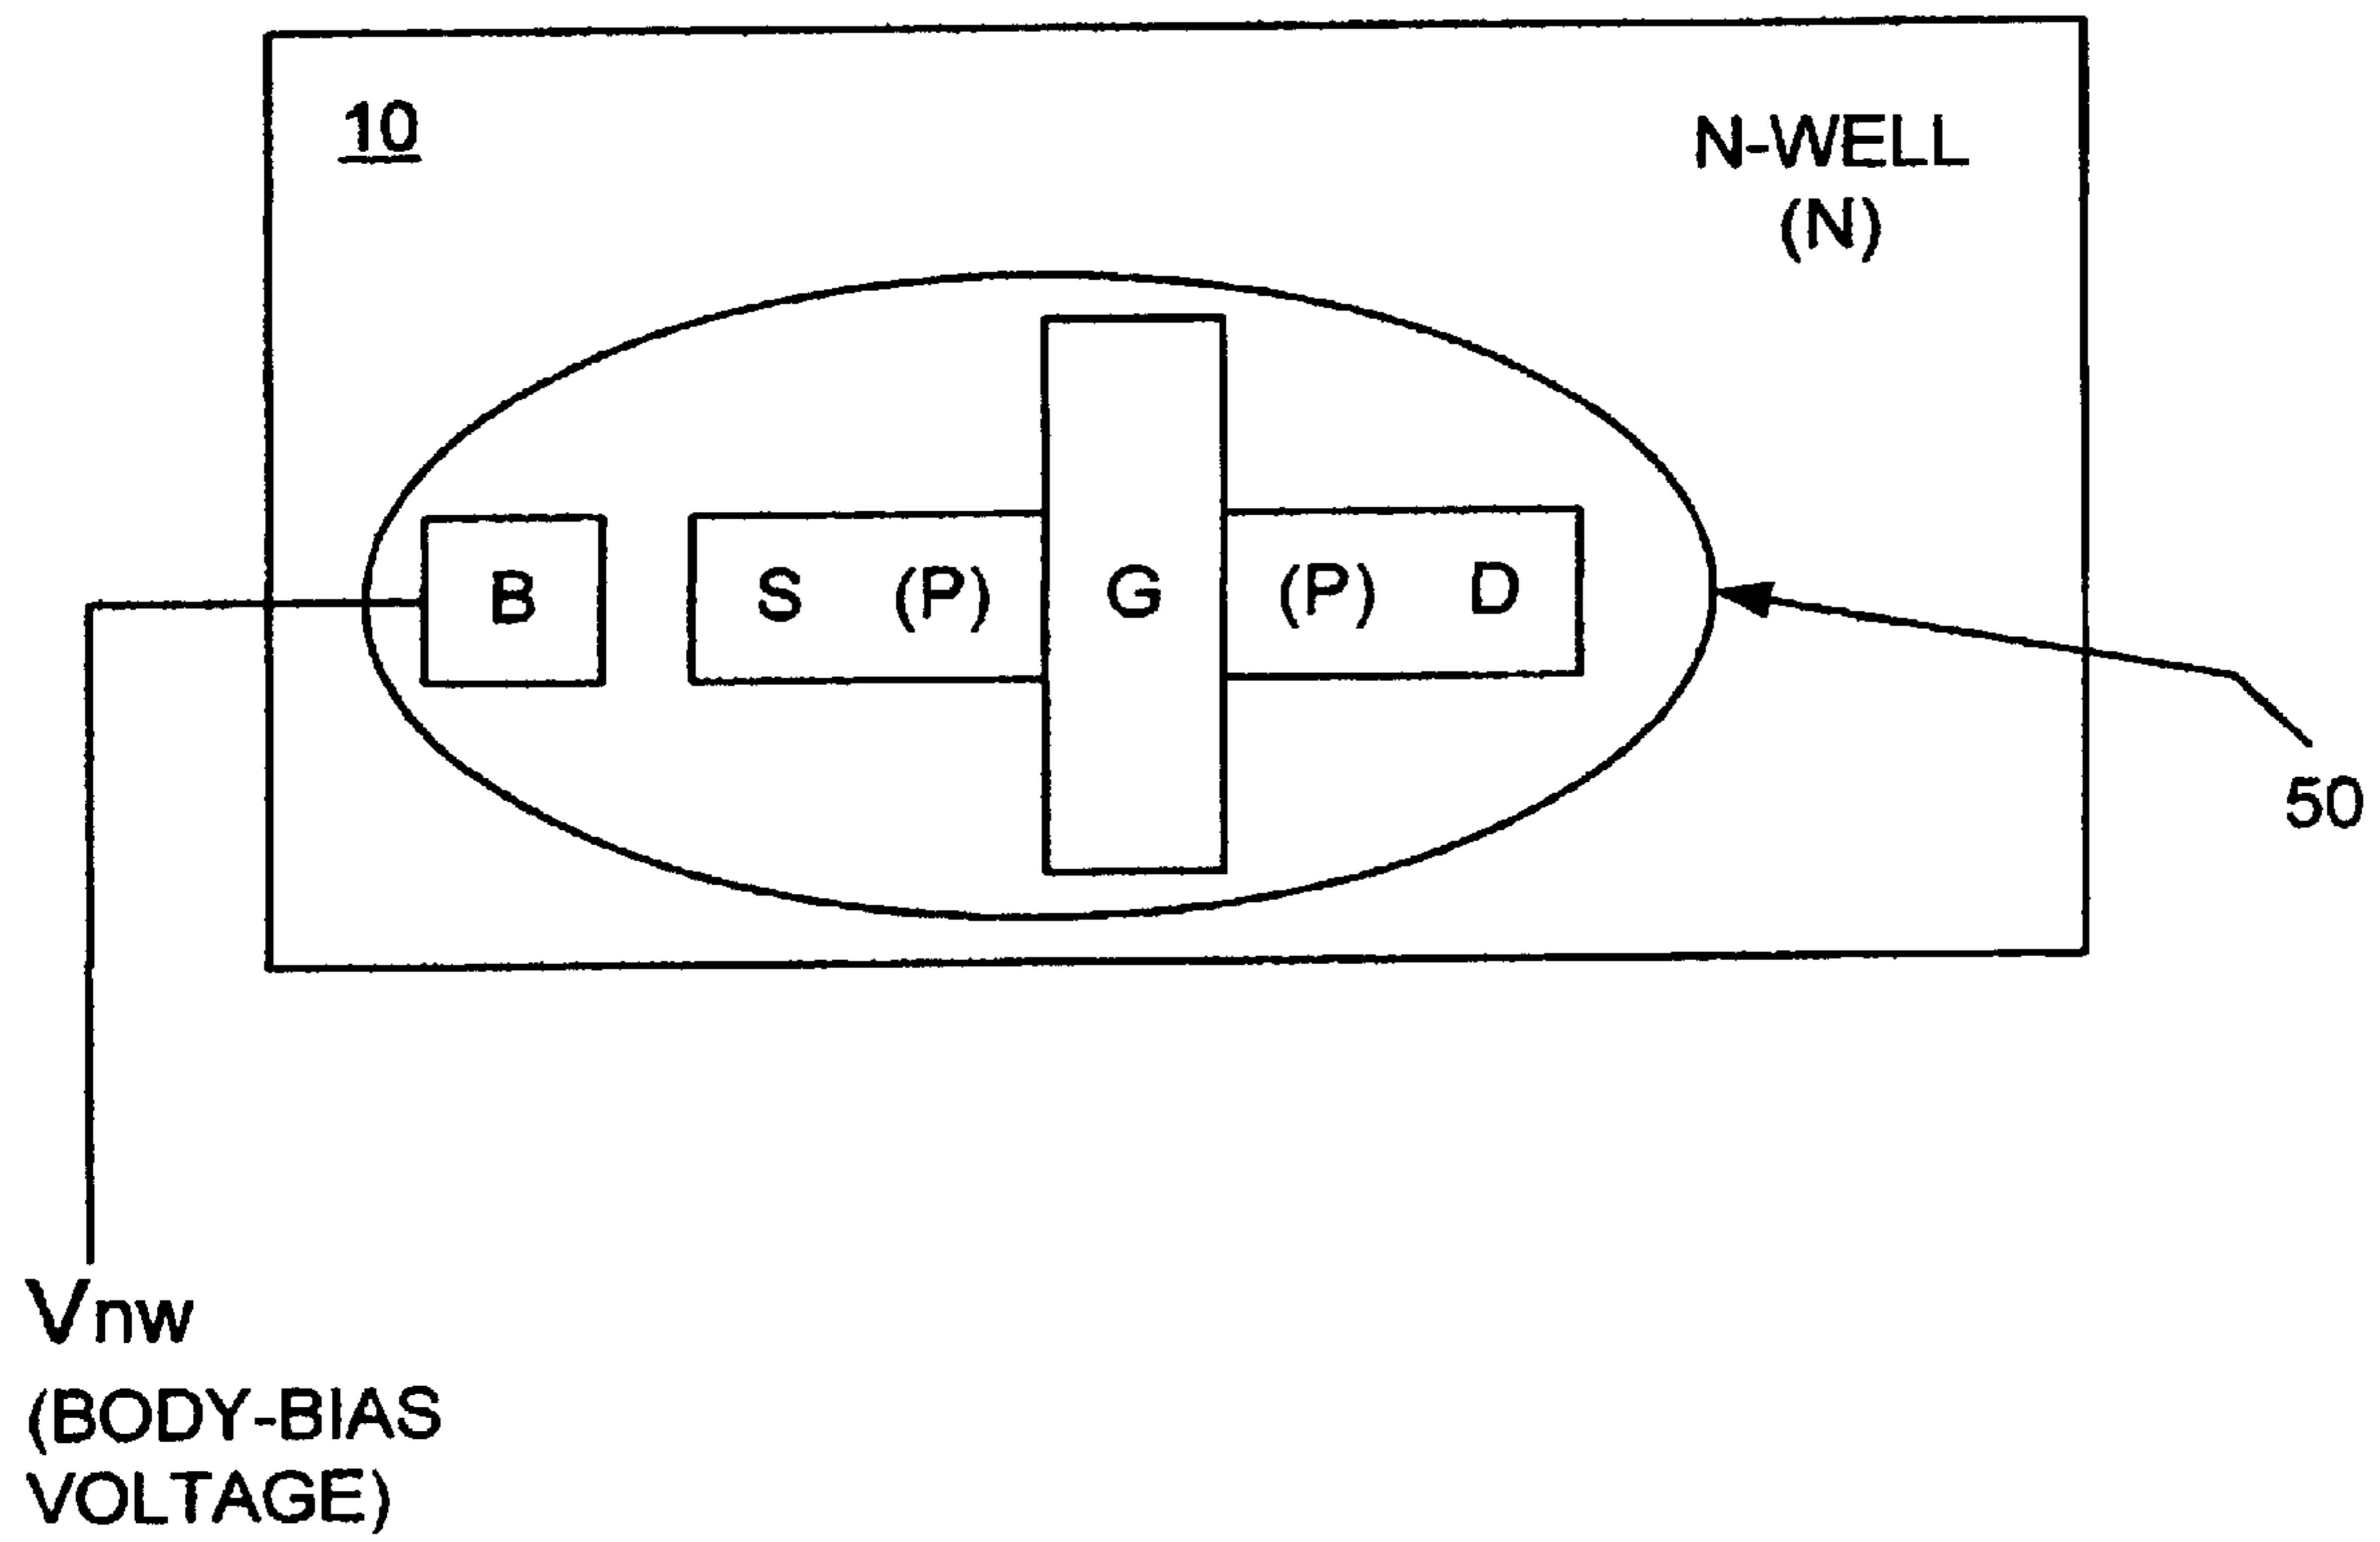 10
N-WELL
(N)
B
S (P)
G
(P) D
50
Vnw
(BODY-BIAS
VOLTAGE)